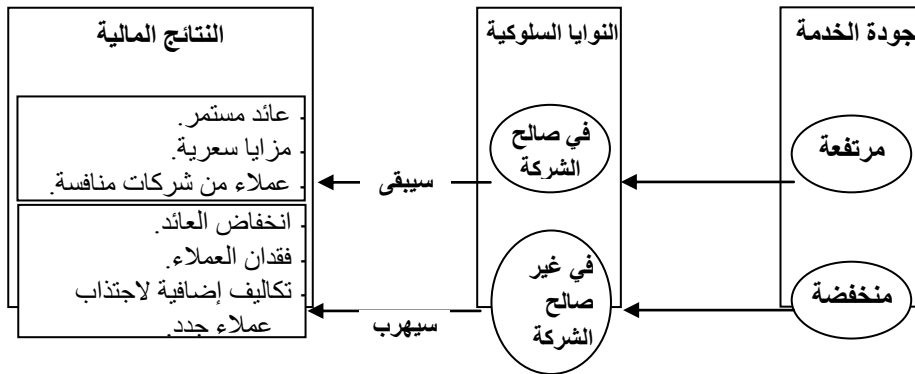 جودة الخدمة
مرتفعة
منخفضة
النوايا السلوكية
في صالح
الشركة
في غير
صالح
الشركة
سيبقى
سيهرب
النتائج المالية
عائد مستمر.
مزايا سعرية.
عملاء من شركات منافسة.
انخفاض العائد.
فقدان العملاء.
تكاليف إضافية لاجتذاب
عملاء جدد.